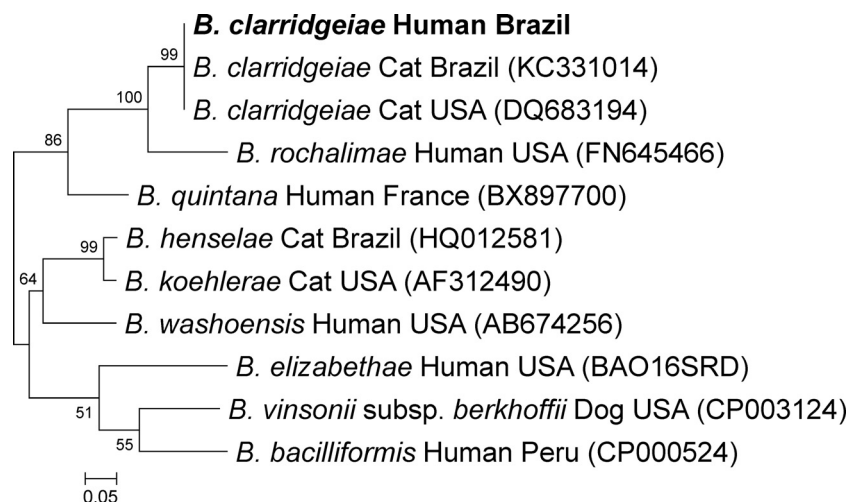 B. clarridgeiae Human Brazil
99
B. clarridgeiae Cat Brazil (KC331014)
100
B. clarridgeiae Cat USA (DQ683194)
86
B. rochalimae Human USA (FN645466)
B. quintana Human France (BX897700)
99
B. henselae Cat Brazil (HQ012581)
64
B. koehlerae Cat USA (AF312490)
B. washoensis Human USA (AB674256)
B. elizabethae Human USA (BAO16SRD)
51
B. vinsonii subsp. berkhoffii Dog USA (CP003124)
55
B. bacilliformis Human Peru (CP000524)
0.05